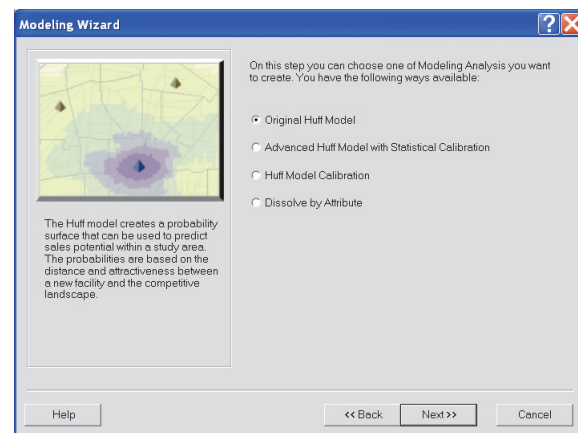 Modeling Wizard
?
X
On this step you can choose one of Modeling Analysis you want
to create. You have the following ways available:
Original Huff Model
Advanced Huff Model with Statistical Calibration
Huff Model Calibration
Dissolve by Attribute
The Huff model creates a probability
surface that can be used to predict
sales potential within a study area.
The probabilities are based on the
distance and attractiveness between
a new facility and the competitive
landscape.
Help
<< Back
Next >>
Cancel